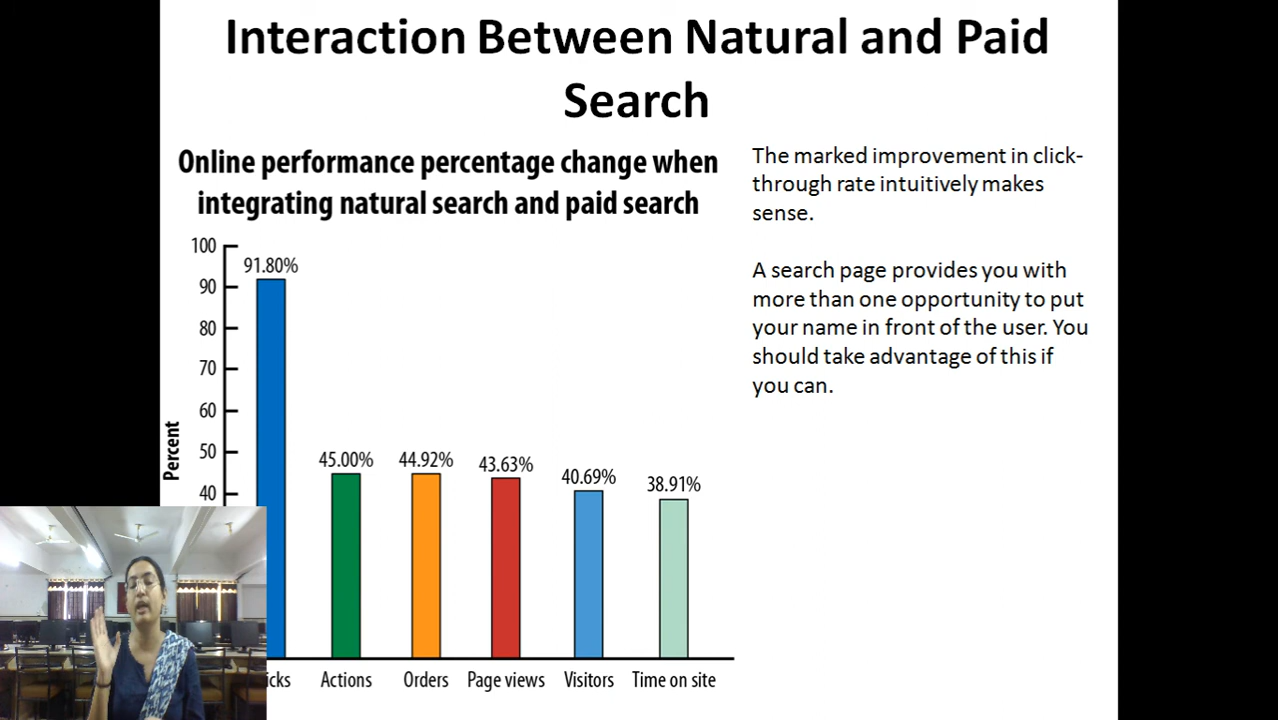 Interaction Between Natural and Paid
Search
Online performance percentage change when
integrating natural search and paid search
The marked improvement in click-
through rate intuitively makes
sense.
A search page provides you with
more than one opportunity to put
your name in front of the user. You
should take advantage of this if
you can.
Percent
100
90
80
70
60
50
40
91.80%
45.00%
44.92%
43.63%
40.69%
38.91%
icks
Actions
Orders
Page views
Visitors
Time on site